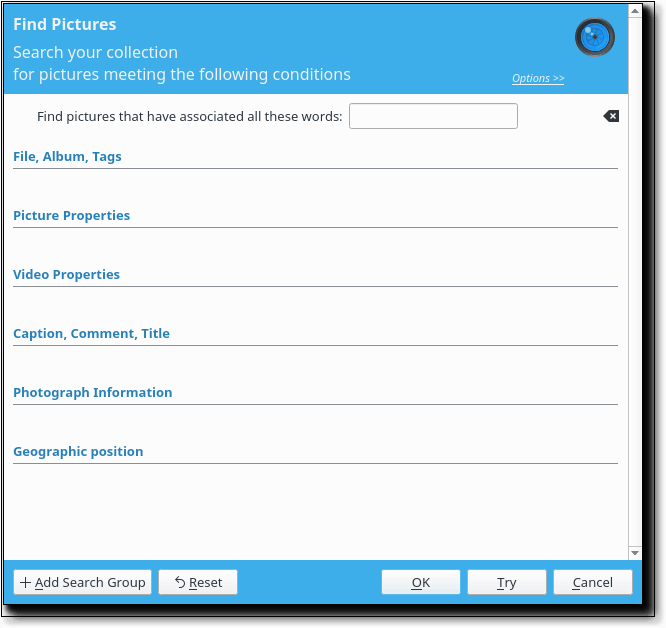 Find Pictures
Search your collection
for pictures meeting the following conditions
Options >>
Find pictures that have associated all these words:
File, Album, Tags
Picture Properties
Video Properties
Caption, Comment, Title
Photograph Information
Geographic position
Add Search Group
Reset
OK
Try
Cancel